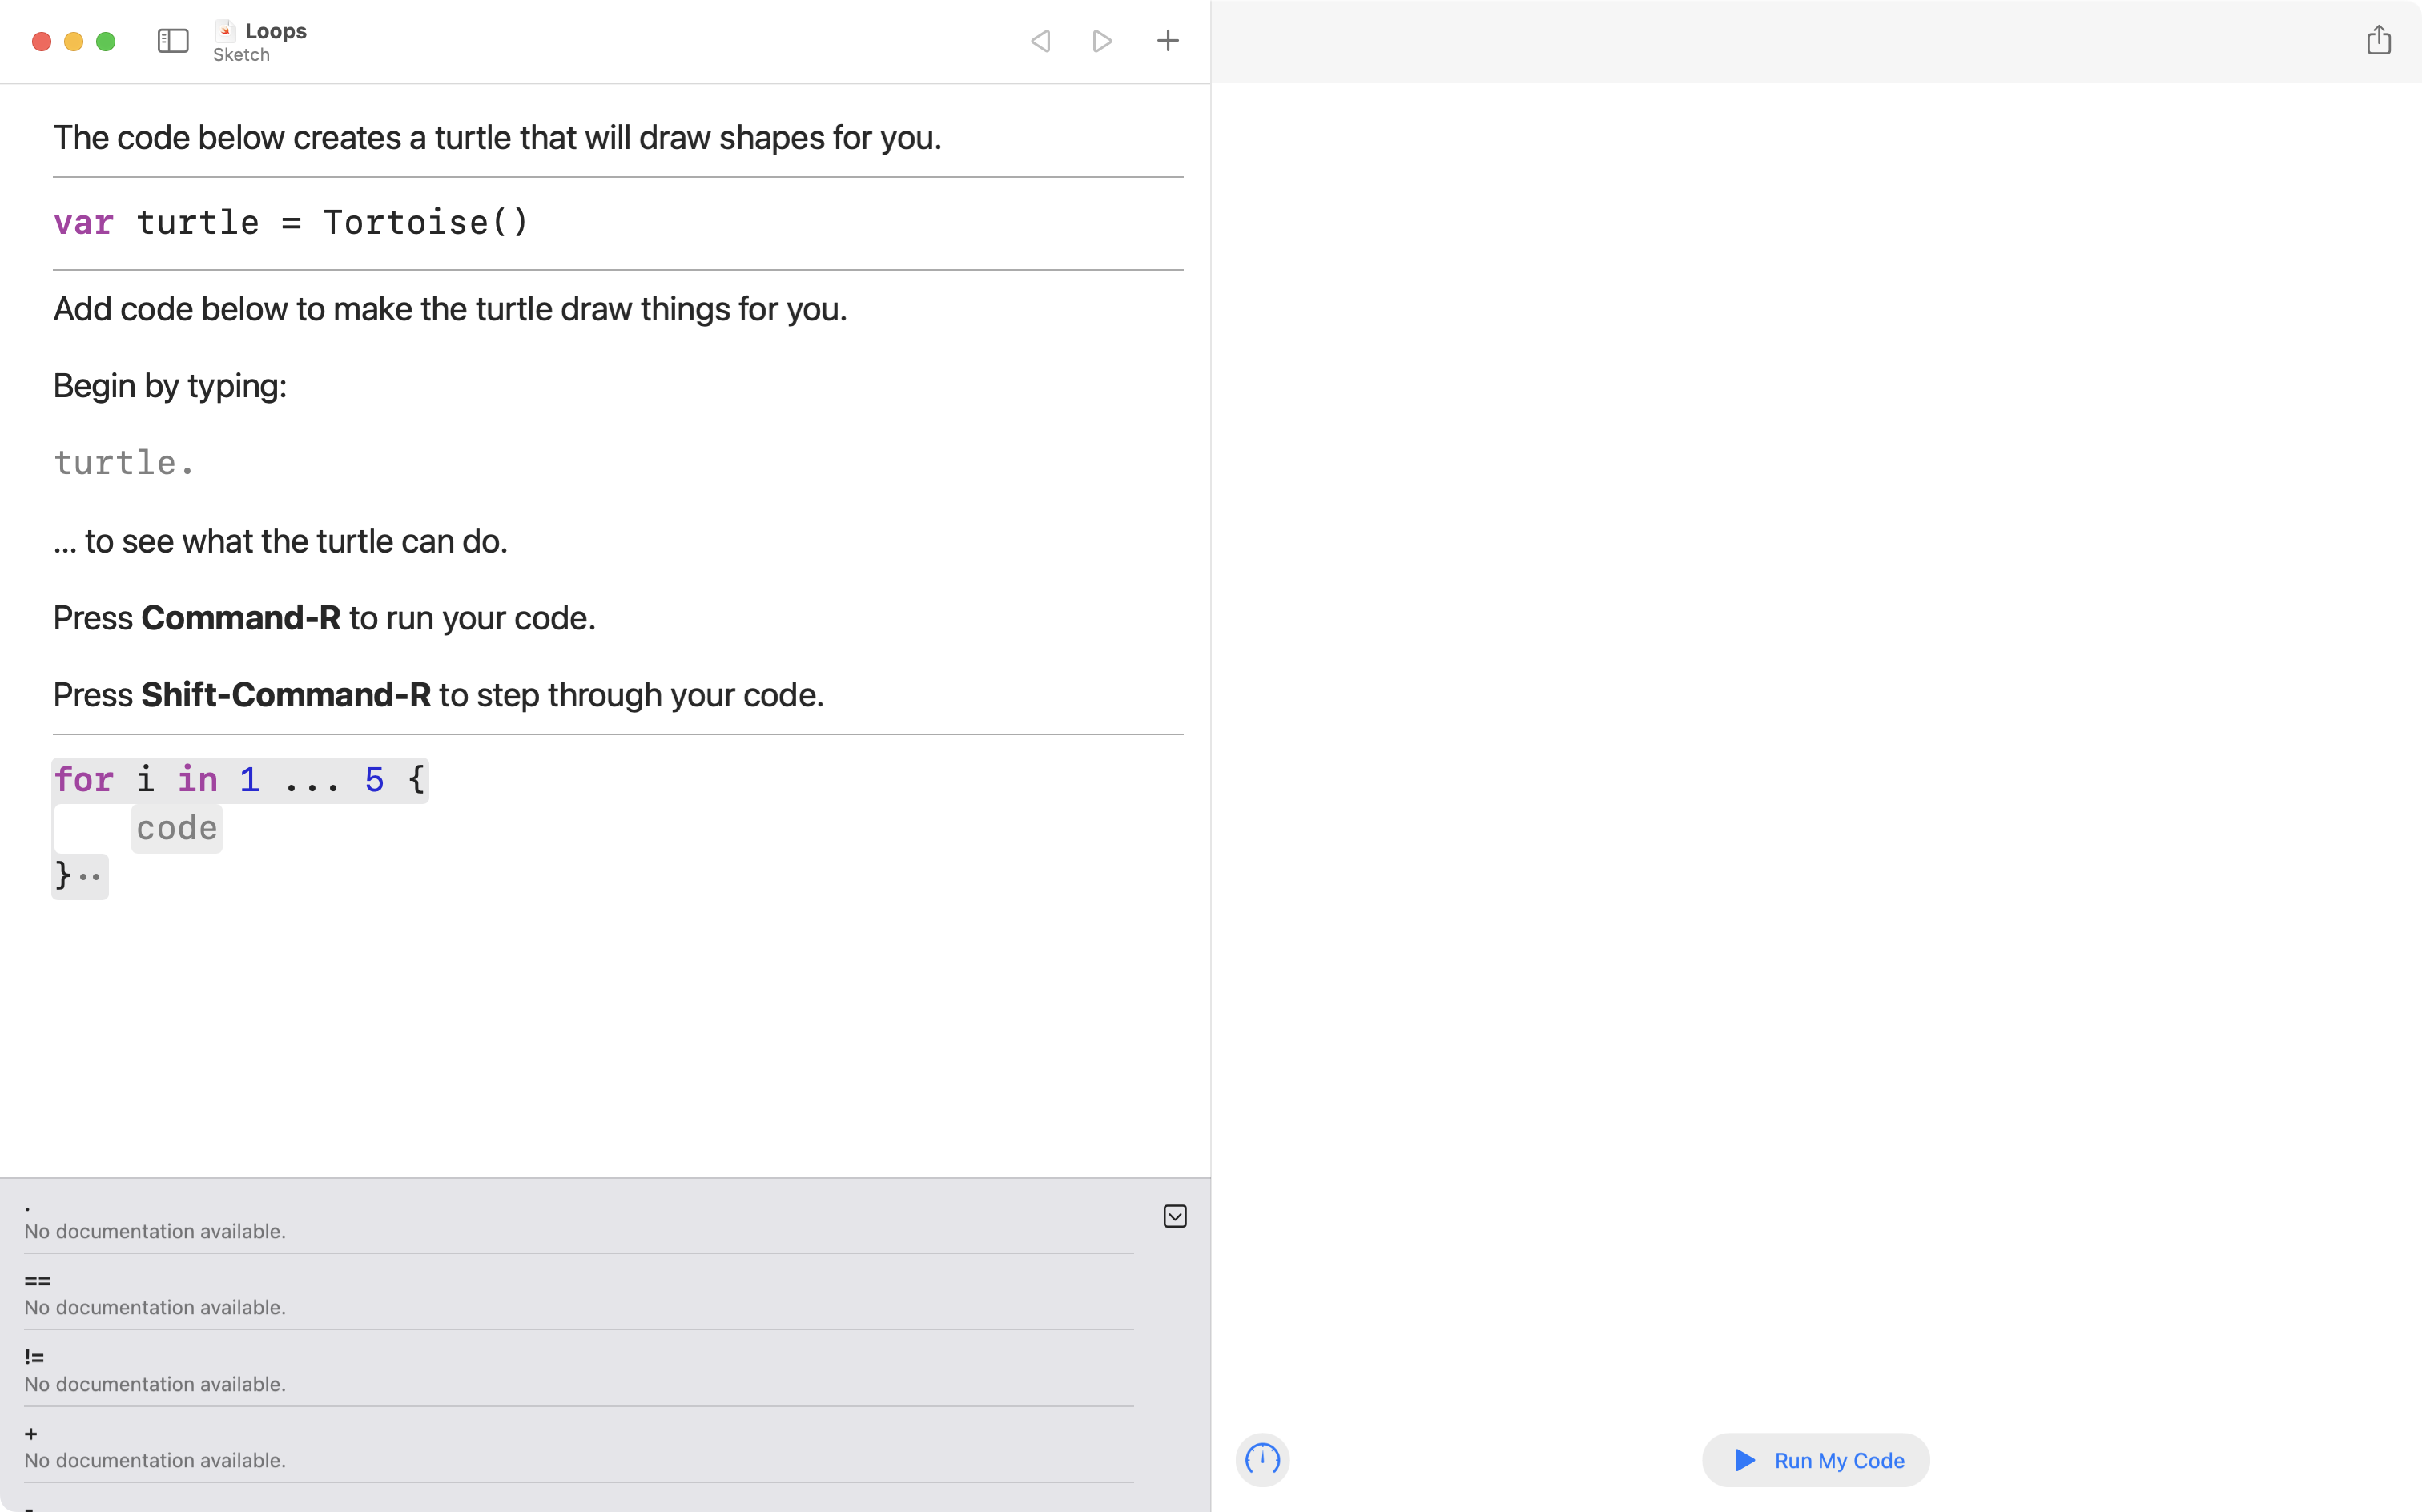 Loops
Sketch
The code below creates a turtle that will draw shapes for you.
var turtle = Tortoise()
Add code below to make the turtle draw things for you.
Begin by typing:
turtle.
... to see what the turtle can do.
Press Command-R to run your code.
Press Shift-Command-R to step through your code.
for i in 1 ... 5 {
code
}••
.
No documentation available.
==
No documentation available.
!=
No documentation available.
+
No documentation available.
Run My Code